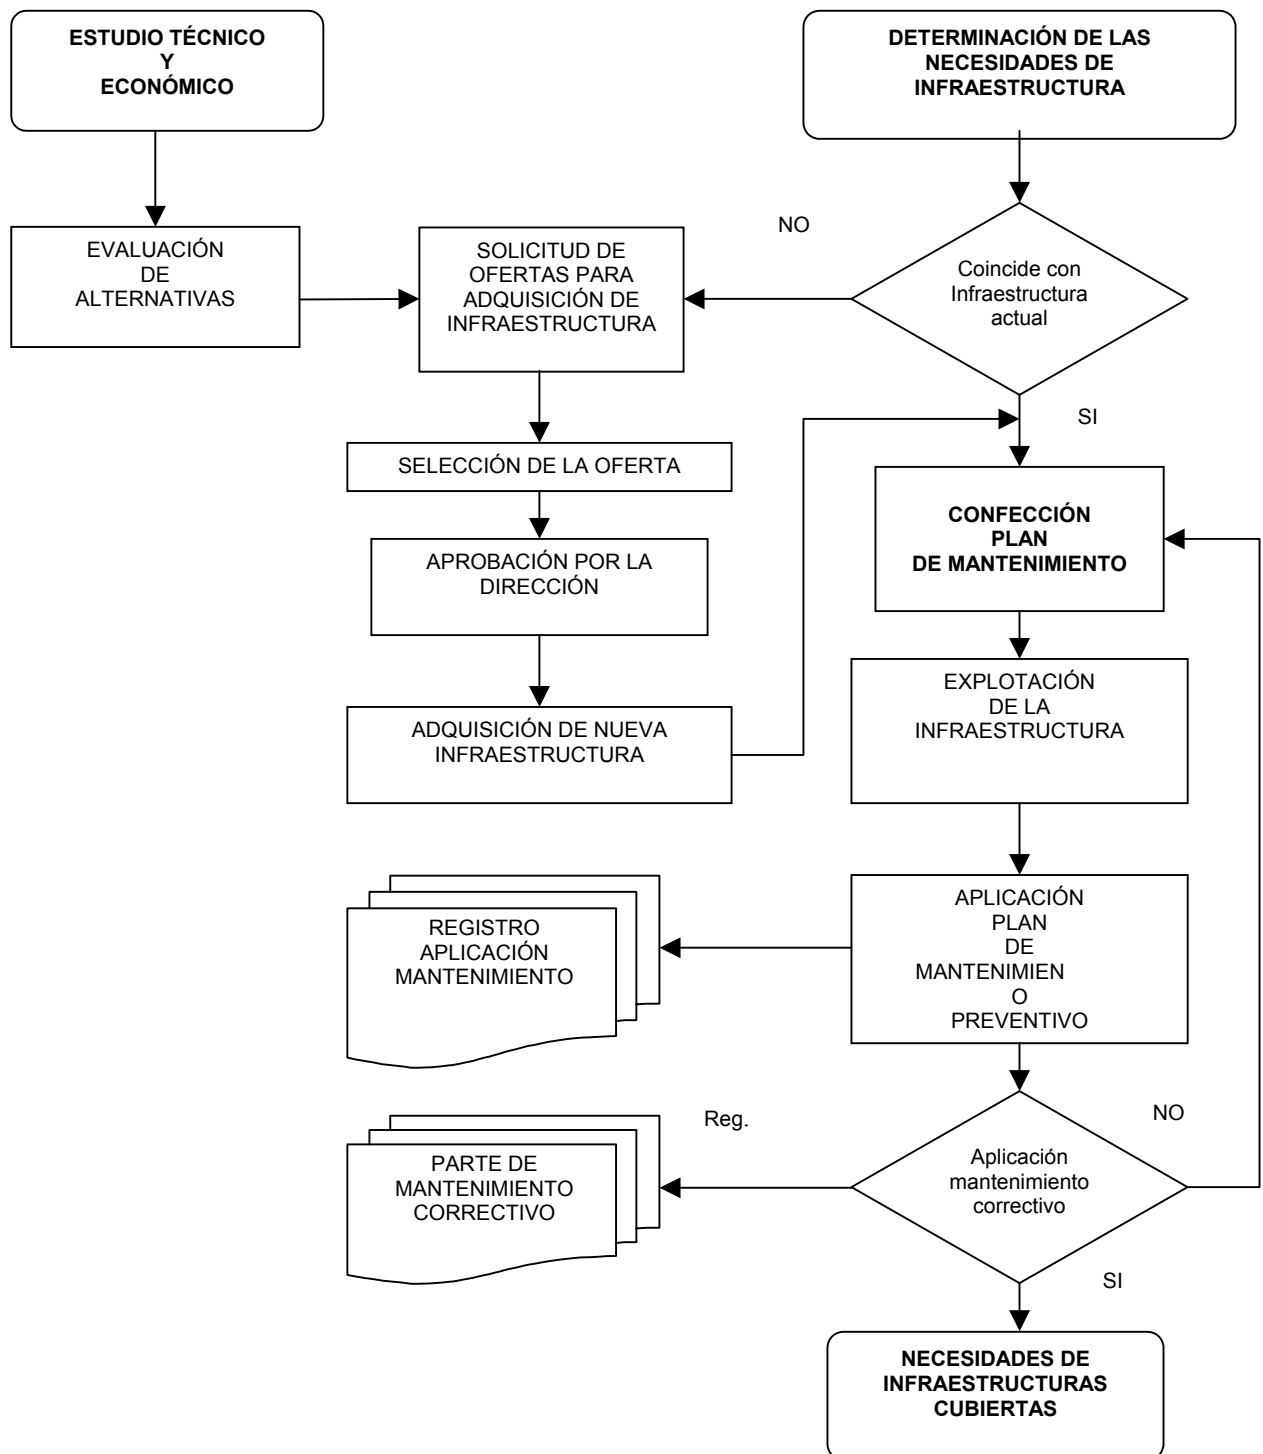 ESTUDIO TÉCNICO
Y
ECONÓMICO
DETERMINACIÓN DE LAS
NECESIDADES DE
INFRAESTRUCTURA
EVALUACIÓN
DE
ALTERNATIVAS
SOLICITUD DE
OFERTAS PARA
ADQUISICIÓN DE
INFRAESTRUCTURA
NO
Coincide con
Infraestructura
actual
SI
SELECCIÓN DE LA OFERTA
APROBACIÓN POR LA
DIRECCIÓN
ADQUISICIÓN DE NUEVA
INFRAESTRUCTURA
CONFECCIÓN
PLAN
DE MANTENIMIENTO
EXPLOTACIÓN
DE LA
INFRAESTRUCTURA
REGISTRO
APLICACIÓN
MANTENIMIENTO
APLICACIÓN
PLAN
DE
MANTENIMIEN
O
PREVENTIVO
PARTE DE
MANTENIMIENTO
CORRECTIVO
Reg.
Aplicación
mantenimiento
correctivo
NO
SI
NECESIDADES DE
INFRAESTRUCTURAS
CUBIERTAS